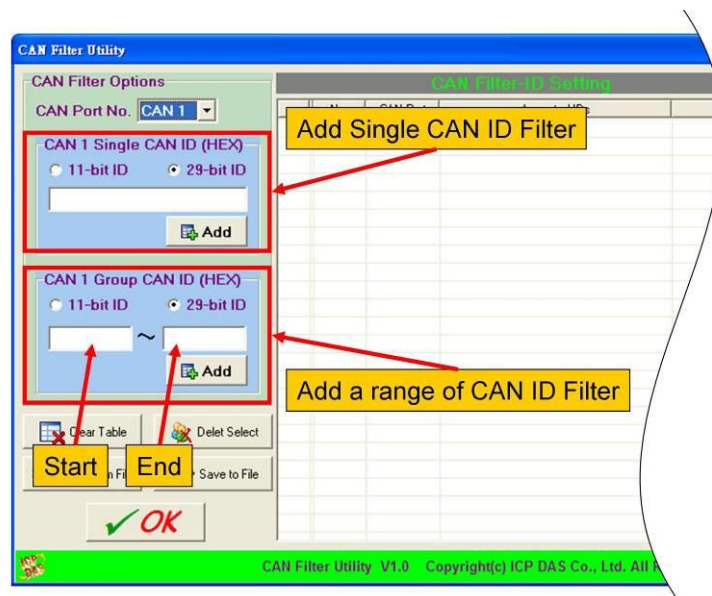 CAN Filter Utility
CAN Filter Options
CAN Port No. CAN 1
CAN 1 Single CAN ID (HEX)
11-bit ID 29-bit ID
Add
CAN 1 Group CAN ID (HEX)
11-bit ID 29-bit ID
~
Add
Clear Table Delet Select
Start End Save to File
OK
CAN Filter-ID Setting
Add Single CAN ID Filter
Add a range of CAN ID Filter
ICP DAS
CAN Filter Utility V1.0 Copyright(c) ICP DAS Co., Ltd. All